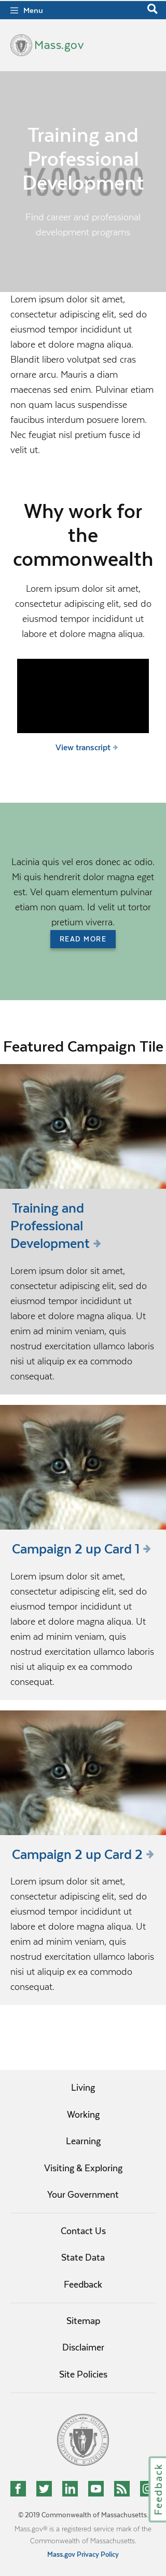 Menu
Mass.gov
1600×800
Training and
Professional
Development
Find career and professional
development programs
Lorem ipsum dolor sit amet,
consectetur adipiscing elit, sed do
eiusmod tempor incididunt ut
labore et dolore magna aliqua.
Blandit libero volutpat sed cras
ornare arcu. Mauris a diam
maecenas sed enim. Pulvinar etiam
non quam lacus suspendisse
faucibus interdum posuere lorem.
Nec feugiat nisl pretium fusce id
velit ut.
Why work for
the
commonwealth
Lorem ipsum dolor sit amet,
consectetur adipisicing elit, sed do
eiusmod tempor incididunt ut
labore et dolore magna aliqua.
View transcript
Lacinia quis vel eros donec ac odio.
Mi quis hendrerit dolor magna eget
est. Vel quam elementum pulvinar
etiam non quam. Id velit ut tortor
pretium viverra.
READ MORE
Featured Campaign Tile
Training and
Professional
Development
Lorem ipsum dolor sit amet,
consectetur adipisicing elit, sed do
eiusmod tempor incididunt ut
labore et dolore magna aliqua. Ut
enim ad minim veniam, quis
nostrum exercitation ullamco laboris
nisi ut aliquip ex ea commodo
consequat.
Campaign 2 up Card 1
Lorem ipsum dolor sit amet,
consectetur adipisicing elit, sed do
eiusmod tempor incididunt ut
labore et dolore magna aliqua. Ut
enim ad minim veniam, quis
nostrum exercitation ullamco laboris
nisi ut aliquip ex ea commodo
consequat.
Campaign 2 up Card 2
Lorem ipsum dolor sit amet,
consectetur adipisicing elit, sed do
eiusmod tempor incididunt ut
labore et dolore magna aliqua. Ut
enim ad minim veniam, quis
nostrum exercitation ullamco laboris
nisi ut aliquip ex ea commodo
consequat.
Living
Working
Learning
Visiting & Exploring
Your Government
Contact Us
State Data
Feedback
Sitemap
Disclaimer
Site Policies
Feedback
© 2019 Commonwealth of Massachusetts.
Mass.gov® is a registered service mark of the
Commonwealth of Massachusetts.
Mass.gov Privacy Policy